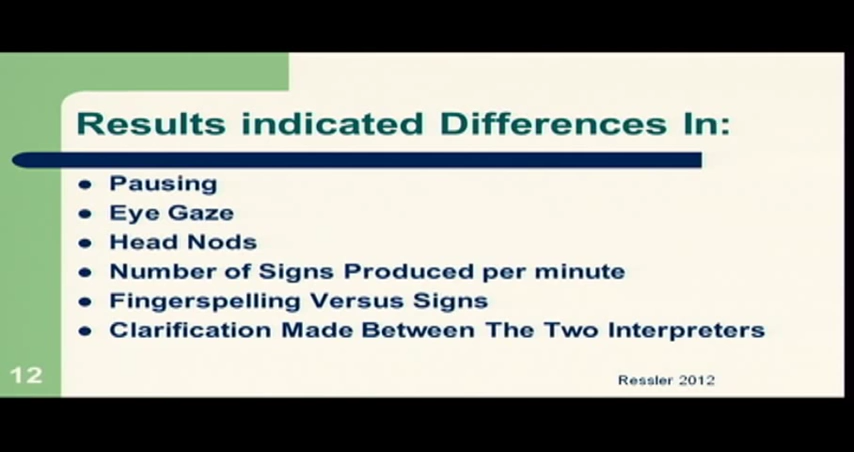 Results indicated Differences In:
Pausing
Eye Gaze
Head Nods
Number of Signs Produced per minute
Fingerspelling Versus Signs
Clarification Made Between The Two Interpreters
12
Ressler 2012